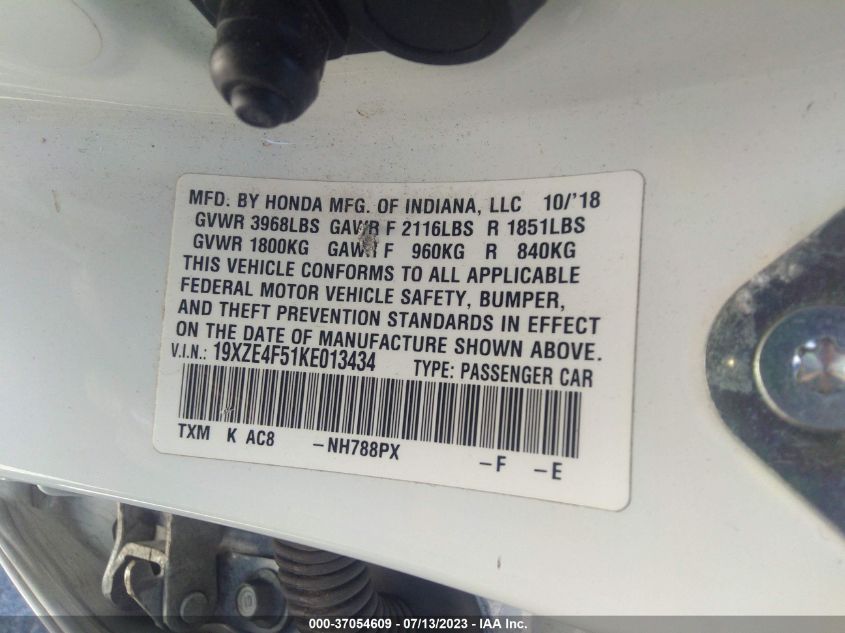 MFD. BY HONDA MFG. OF INDIANA, LLC 10/'18
GVWR 3968LBS GAWR F 2116LBS R 1851LBS
GVWR 1800KG GAWR F 960KG R 840KG
THIS VEHICLE CONFORMS TO ALL APPLICABLE
FEDERAL MOTOR VEHICLE SAFETY, BUMPER,
AND THEFT PREVENTION STANDARDS IN EFFECT
ON THE DATE OF MANUFACTURE SHOWN ABOVE.
V.I.N.: 19XZE4F51KE013434 TYPE: PASSENGER CAR
TXM K AC8 -NH788PX -F -E
000-37054609 - 07/13/2023 - IAA Inc.